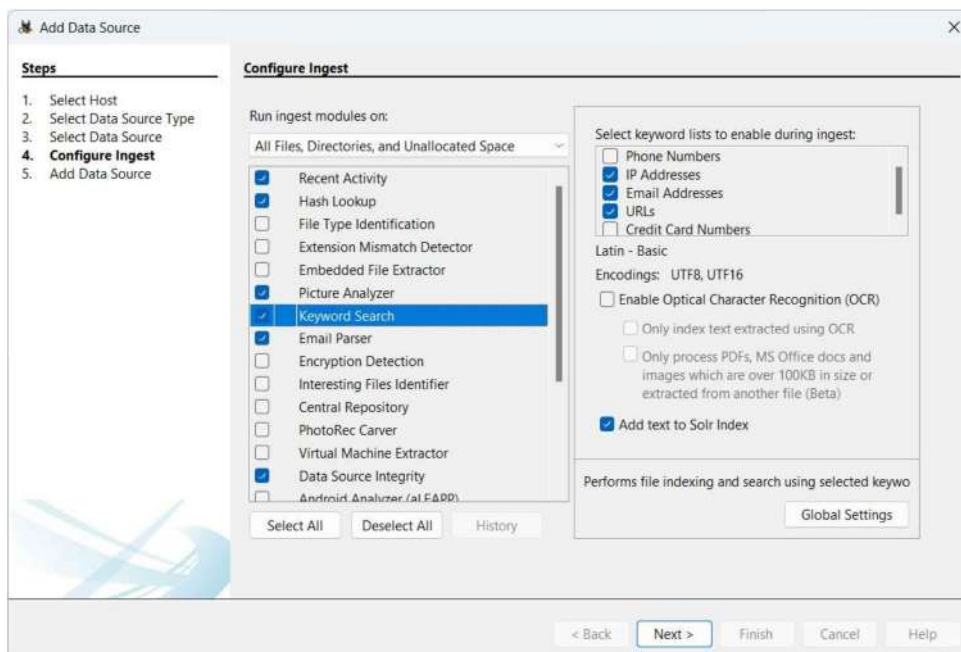 Add Data Source
Steps
1. Select Host
2. Select Data Source Type
3. Select Data Source
4. Configure Ingest
5. Add Data Source
Configure Ingest
Run ingest modules on:
All Files, Directories, and Unallocated Space
Recent Activity
Hash Lookup
File Type Identification
Extension Mismatch Detector
Embedded File Extractor
Picture Analyzer
Keyword Search
Email Parser
Encryption Detection
Interesting Files Identifier
Central Repository
PhotoRec Carver
Virtual Machine Extractor
Data Source Integrity
Android Analyzer (aLEAPP)
Select All
Deselect All
History
Select keyword lists to enable during ingest:
Phone Numbers
IP Addresses
Email Addresses
URLs
Credit Card Numbers
Latin - Basic
Encodings: UTF8, UTF16
Enable Optical Character Recognition (OCR)
Only index text extracted using OCR
Only process PDFs, MS Office docs and
images which are over 100KB in size or
extracted from another file (Beta)
Add text to Solr Index
Performs file indexing and search using selected keywo
Global Settings
< Back
Next >
Finish
Cancel
Help